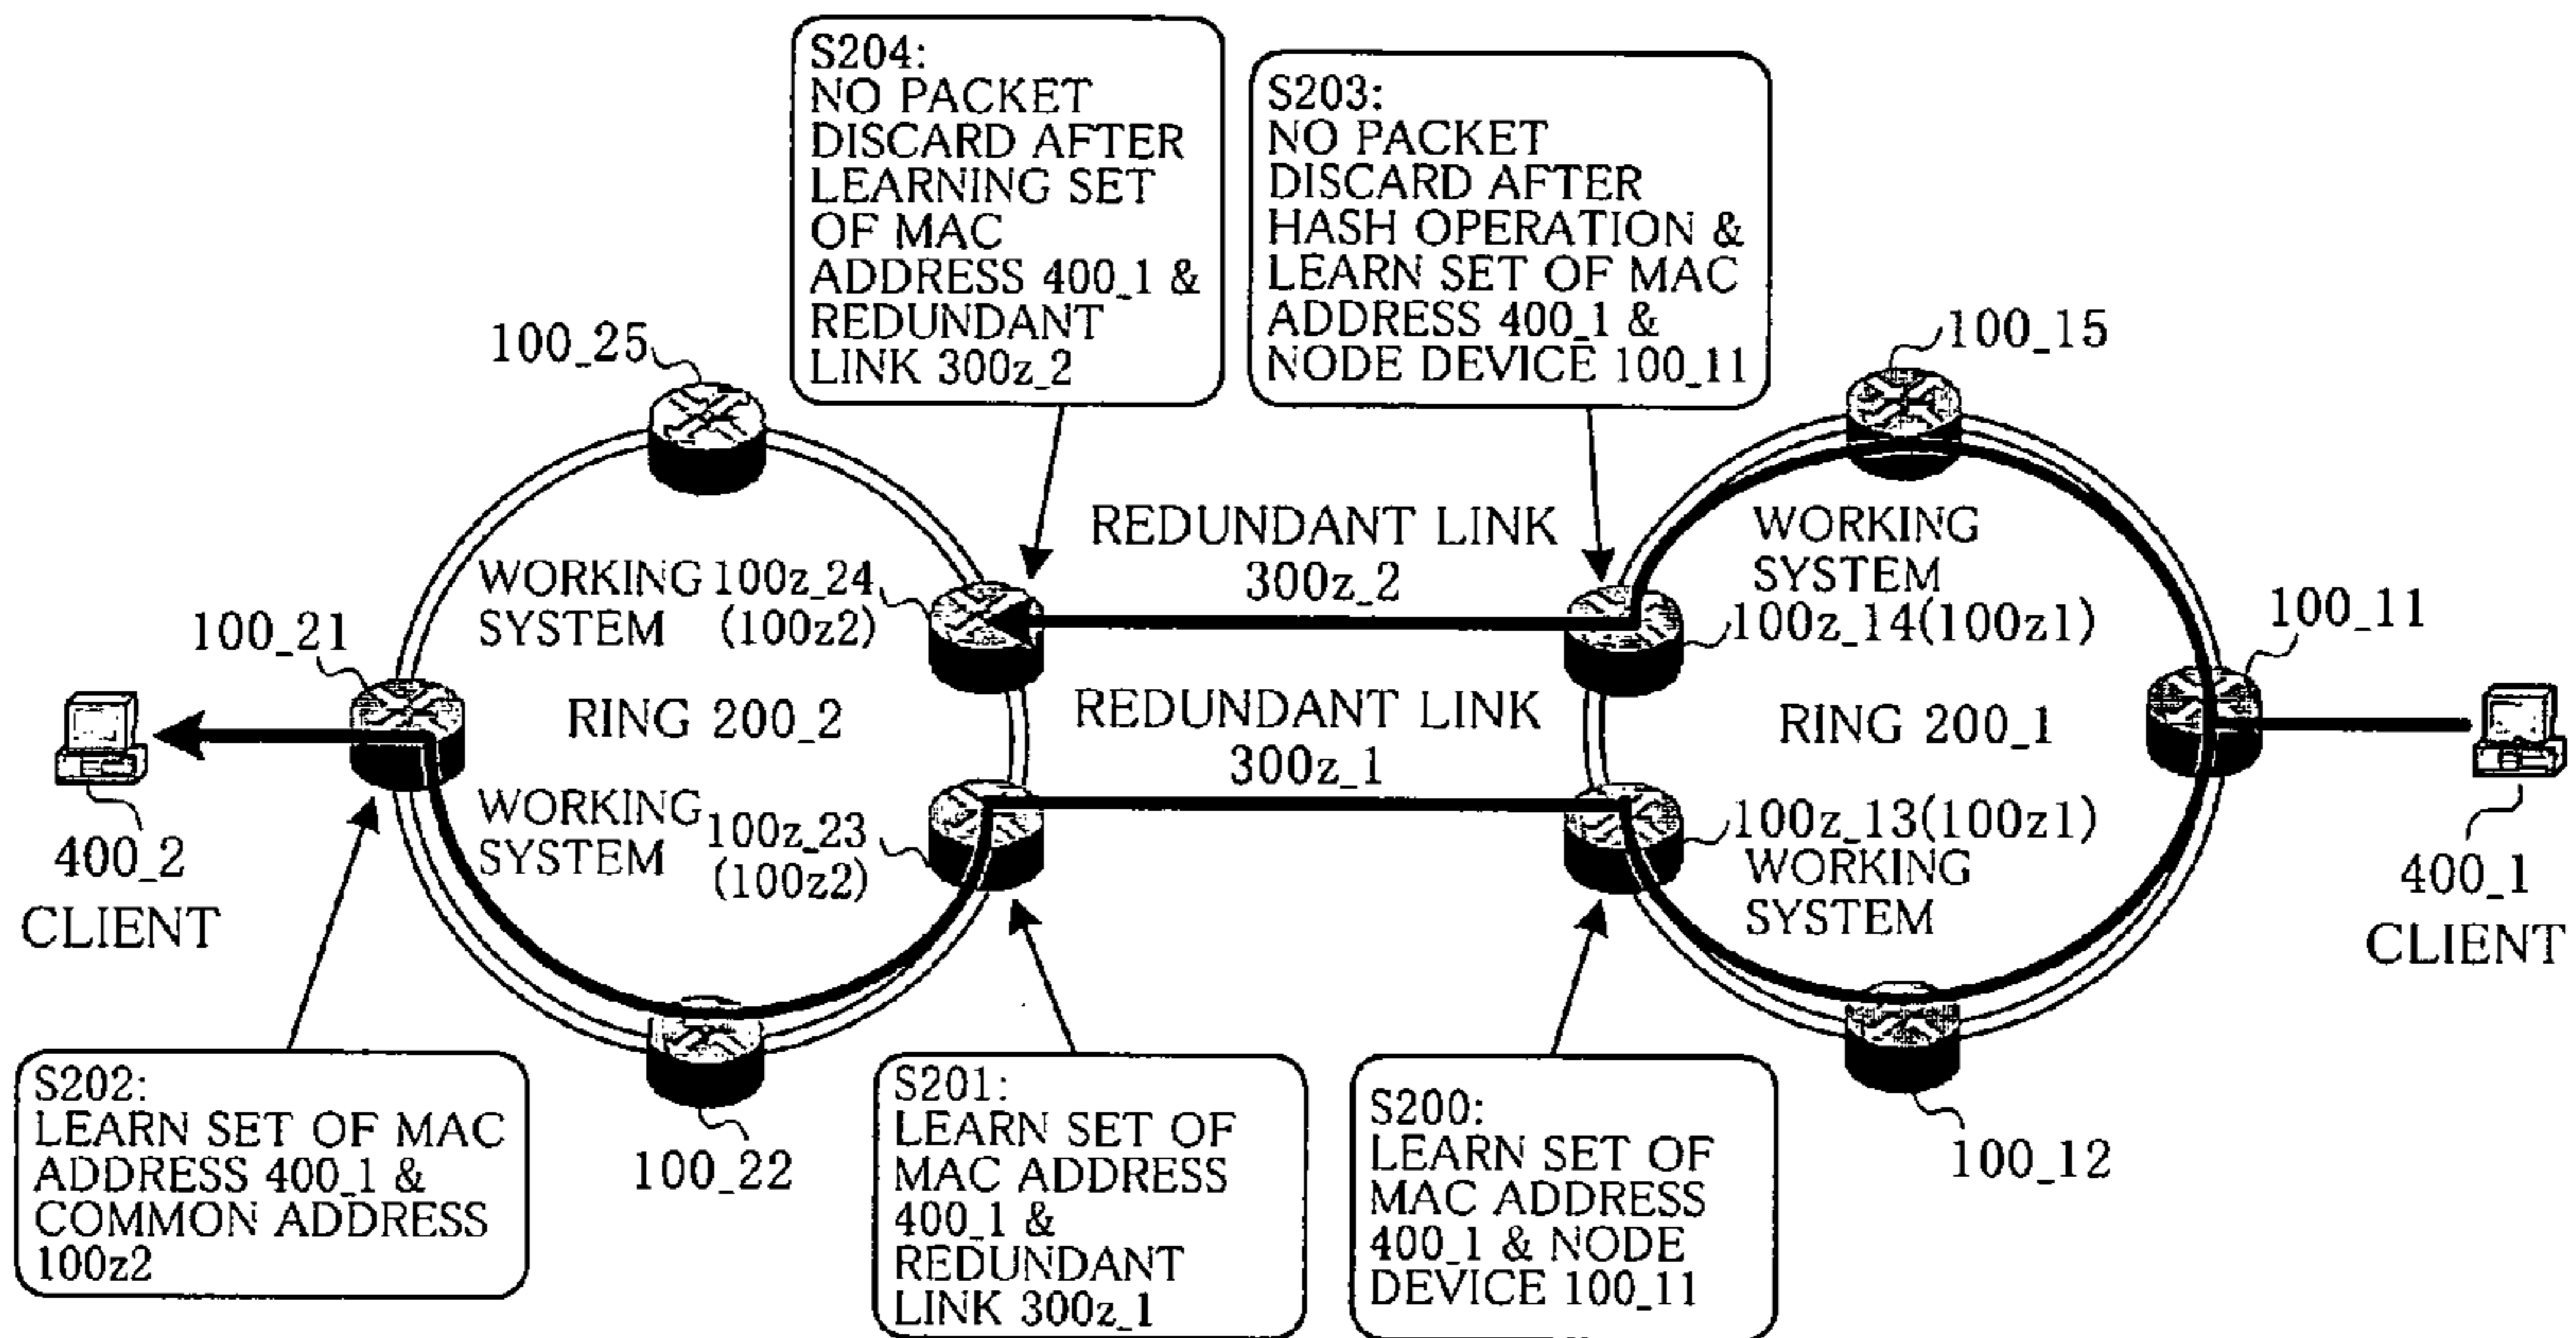 S204:
NO PACKET
DISCARD AFTER
LEARNING SET
OF MAC
ADDRESS 400_1 &
REDUNDANT
LINK 300z_2
S203:
NO PACKET
DISCARD AFTER
HASH OPERATION &
LEARN SET OF MAC
ADDRESS 400_1 &
NODE DEVICE 100_11
100_25
100_15
REDUNDANT LINK
300z_2
WORKING
SYSTEM
100z_24
(100z2)
WORKING
SYSTEM
100z_14(100z1)
100_21
100_11
RING 200_2
REDUNDANT LINK
300z_1
RING 200_1
WORKING
SYSTEM
100z_23
(100z2)
100z_13(100z1)
WORKING
SYSTEM
400_2
CLIENT
400_1
CLIENT
100_22
100_12
S202:
LEARN SET OF MAC
ADDRESS 400_1 &
COMMON ADDRESS
100z2
S201:
LEARN SET OF
MAC ADDRESS
400_1 &
REDUNDANT
LINK 300z_1
S200:
LEARN SET OF
MAC ADDRESS
400_1 & NODE
DEVICE 100_11